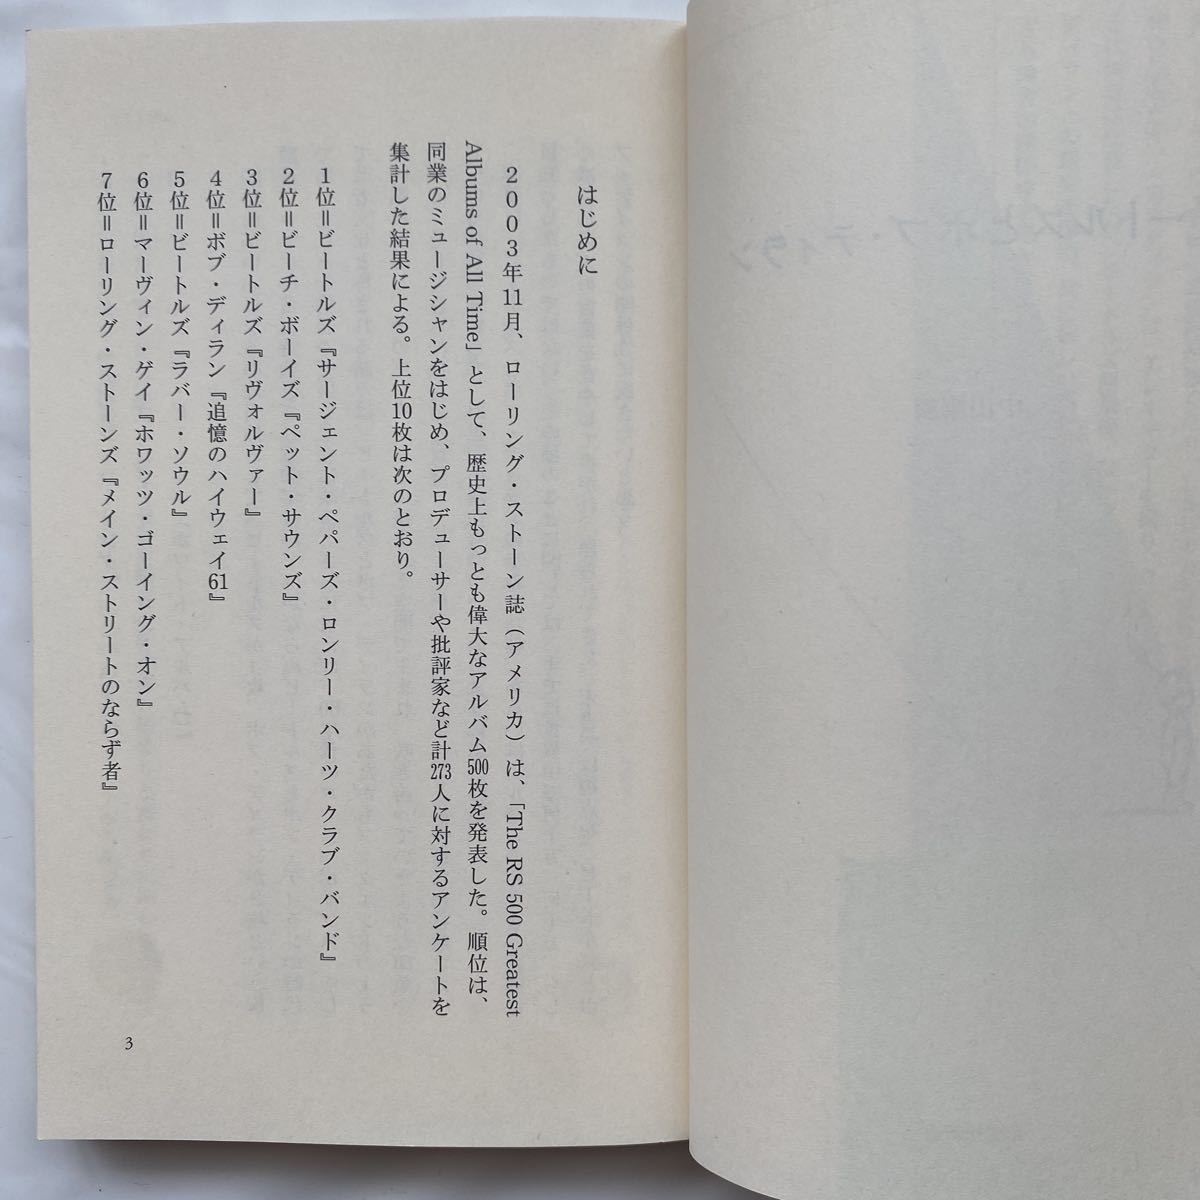 はじめに
2003年11月、ローリング・ストーン誌（アメリカ）は、「The RS 500 Greatest
Albums of All Time」として、歴史上もっとも偉大なアルバム500枚を発表した。順位は、
同業のミュージシャンをはじめ、プロデューサーや批評家など計273人に対するアンケートを
集計した結果による。上位10枚は次のとおり。
1位＝ビートルズ『サージェント・ペパーズ・ロンリー・ハーツ・クラブ・バンド』
2位＝ビーチ・ボーイズ『ペット・サウンズ』
3位＝ビートルズ『リヴォルヴァー』
4位＝ボブ・ディラン『追憶のハイウェイ61』
5位＝ビートルズ『ラバー・ソウル』
6位＝マーヴィン・ゲイ『ホワッツ・ゴーイング・オン』
7位＝ローリング・ストーンズ『メイン・ストリートのならず者』
3